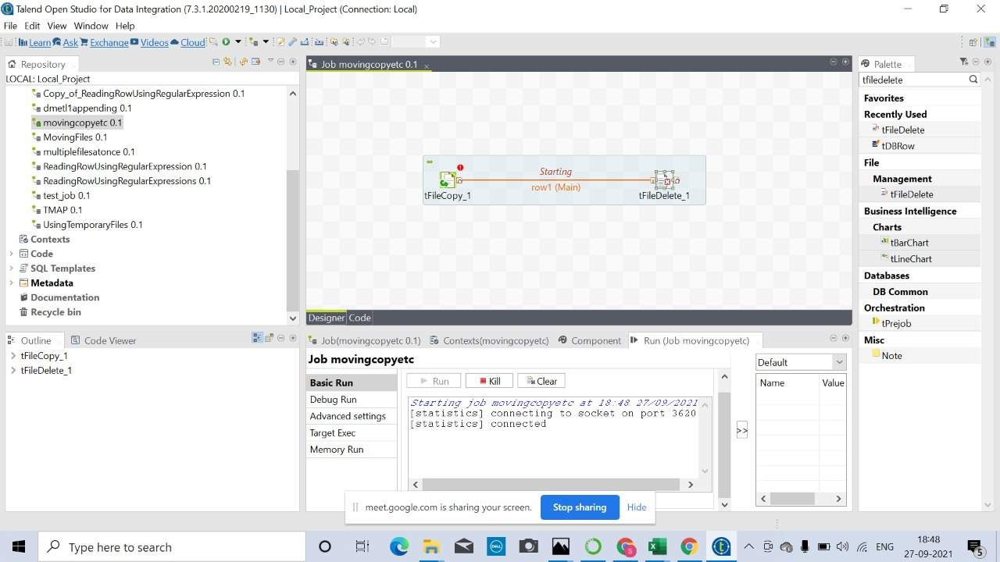 Talend Open Studio for Data Integration (7.3.1.20200219_1130) | Local_Project (Connection: Local)
File Edit View Window Help
Learn Ask Exchange Videos Cloud
Repository
LOCAL: Local_Project
Copy_of_ReadingRowUsingRegularExpression 0.1
dmetl1appending 0.1
movingcopyetc 0.1
MovingFiles 0.1
multiplefilesatonce 0.1
ReadingRowUsingRegularExpression 0.1
ReadingRowUsingRegularExpressions 0.1
test_job 0.1
TMAP 0.1
UsingTemporaryFiles 0.1
Contexts
Code
SQL Templates
Metadata
Documentation
Recycle bin
Outline
Code Viewer
tFileCopy_1
tFileDelete_1
Job movingcopyetc 0.1
Starting
row1 (Main)
tFileCopy_1
tFileDelete_1
Designer Code
Job(movingcopyetc 0.1)
Contexts(movingcopyetc)
Component
Run (Job movingcopyetc)
Job movingcopyetc
Basic Run
Debug Run
Advanced settings
Target Exec
Memory Run
Run
Kill
Clear
Starting job movingcopyetc at 18:48 27/09/2021
[statistics] connecting to socket on port 3620
[statistics] connected
>>
Default
Name Value
Palette
tfiledelete
Favorites
Recently Used
tFileDelete
tDBRow
File
Management
tFileDelete
Business Intelligence
Charts
tBarChart
tLineChart
Databases
DB Common
Orchestration
tPrejob
Misc
Note
meet.google.com is sharing your screen.
Stop sharing
Hide
Type here to search
DELL
S
ENG
18:48
27-09-2021
5